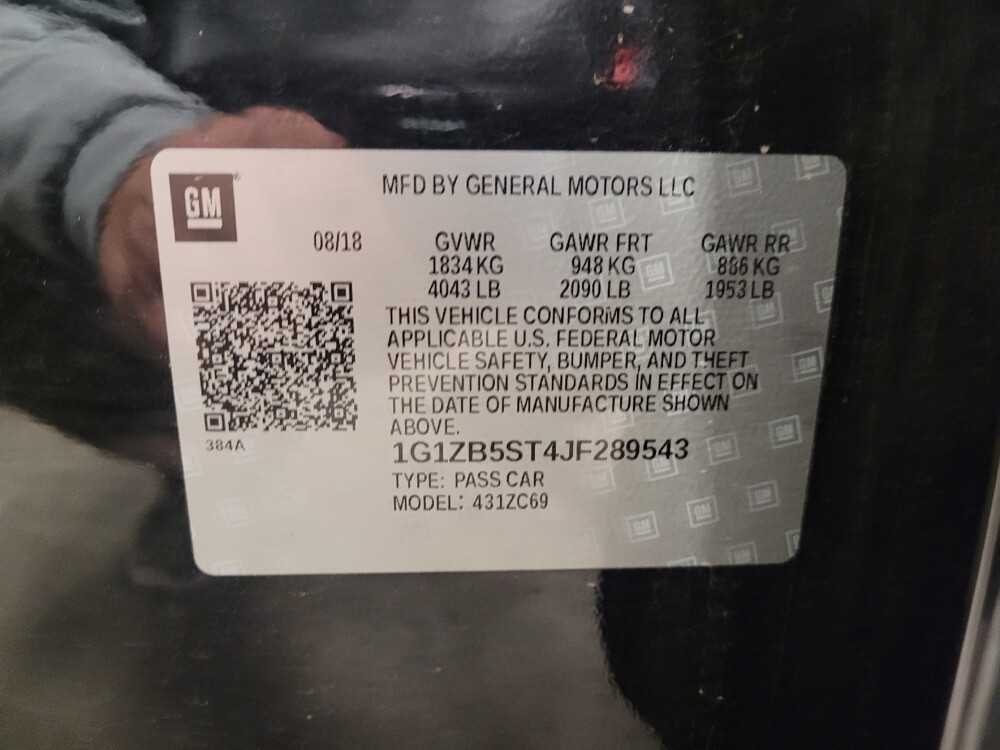 GM
MFD BY GENERAL MOTORS LLC
08/18 GVWR GAWR FRT GAWR RR
1834 KG 948 KG 886 KG
4043 LB 2090 LB 1953 LB
THIS VEHICLE CONFORMS TO ALL
APPLICABLE U.S. FEDERAL MOTOR
VEHICLE SAFETY, BUMPER, AND THEFT
PREVENTION STANDARDS IN EFFECT ON
THE DATE OF MANUFACTURE SHOWN
ABOVE.
384A
1G1ZB5ST4JF289543
TYPE: PASS CAR
MODEL: 431ZC69